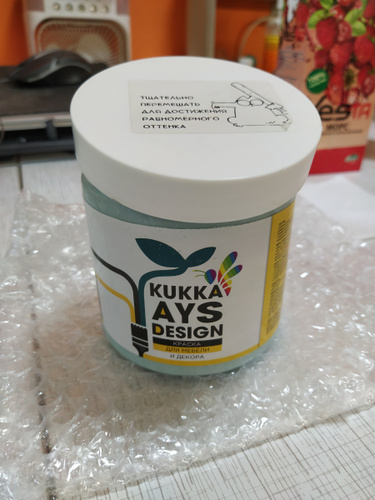 ТЩАТЕЛЬНО
ПЕРЕМЕШАТЬ
ДЛЯ ДОСТИЖЕНИЯ
РАВНОМЕРНОГО
ОТТЕНКА
KUKKA
AYS
DESIGN
КРАСКА
ДЛЯ МЕБЕЛИ
И ДЕКОРА